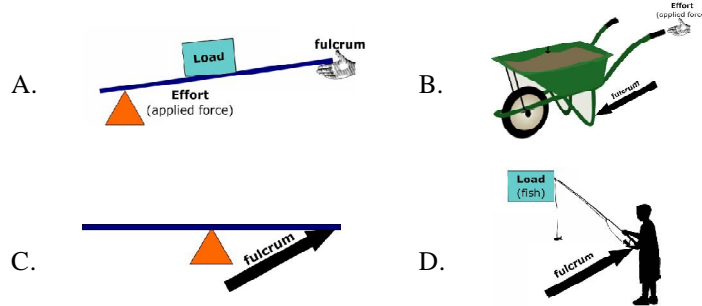 A.
Load
fulcrum
Effort
(applied force)
B.
Effort
(applied force
fulcrum
C.
fulcrum
D.
Load
(fish)
fulcrum